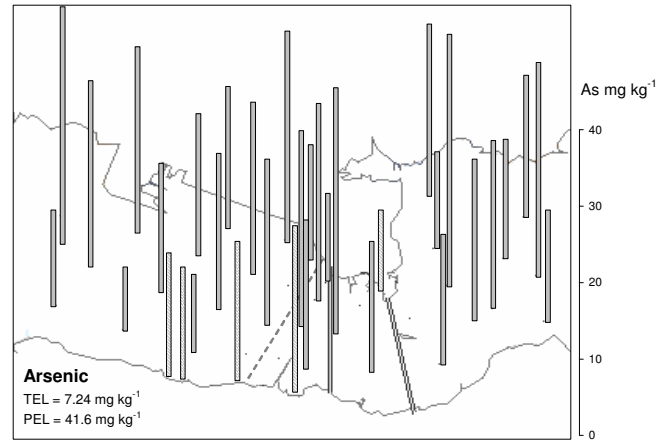 As mg kg⁻¹
40
30
20
10
0
Arsenic
TEL = 7.24 mg kg⁻¹
PEL = 41.6 mg kg⁻¹